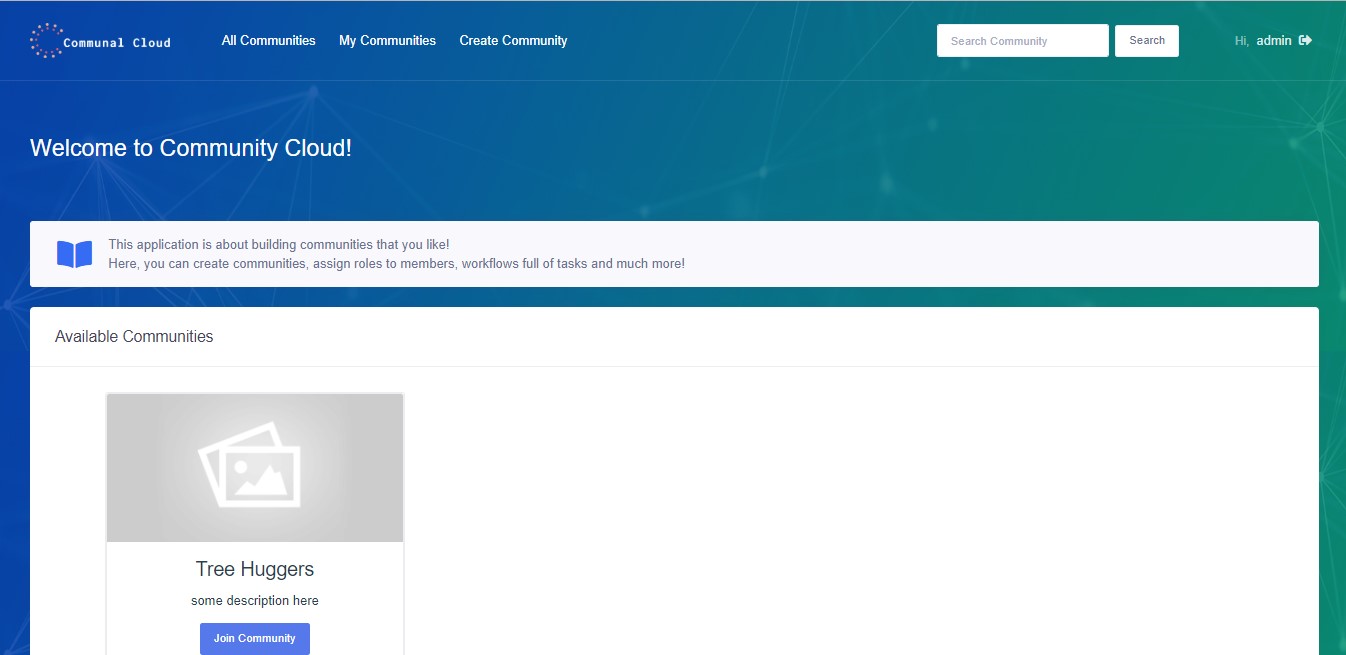 Communal Cloud
All Communities My Communities Create Community
Search Community Search
Hi, admin
Welcome to Community Cloud!
This application is about building communities that you like!
Here, you can create communities, assign roles to members, workflows full of tasks and much more!
Available Communities
Tree Huggers
some description here
Join Community